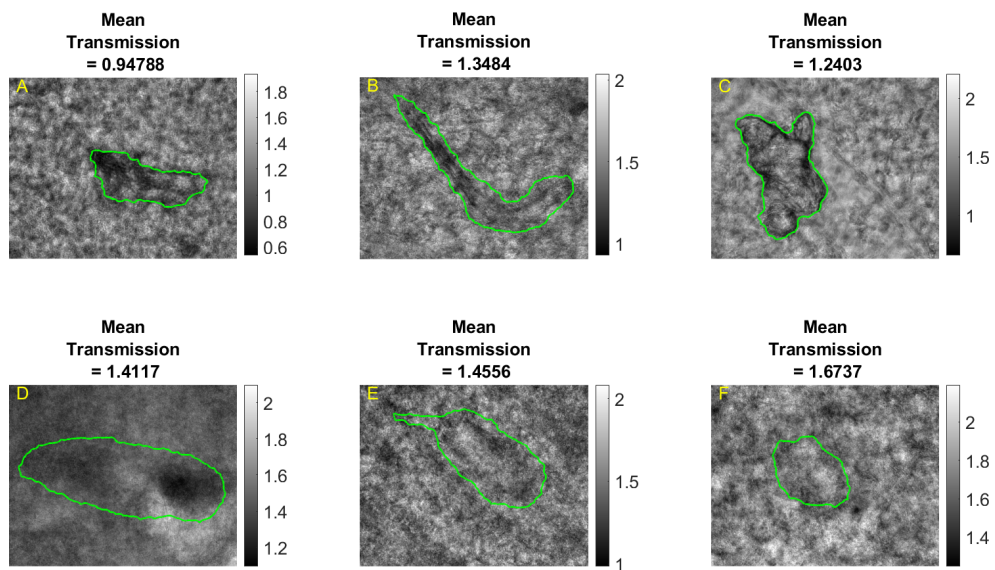 Mean
Transmission
= 0.94788
Mean
Transmission
= 1.3484
Mean
Transmission
= 1.2403
A
1.8
1.6
1.4
1.2
1
0.8
0.6
B
2
1.5
1
C
2
1.5
1
Mean
Transmission
= 1.4117
Mean
Transmission
= 1.4556
Mean
Transmission
= 1.6737
D
2
1.8
1.6
1.4
1.2
E
2
1.5
1
F
2
1.8
1.6
1.4